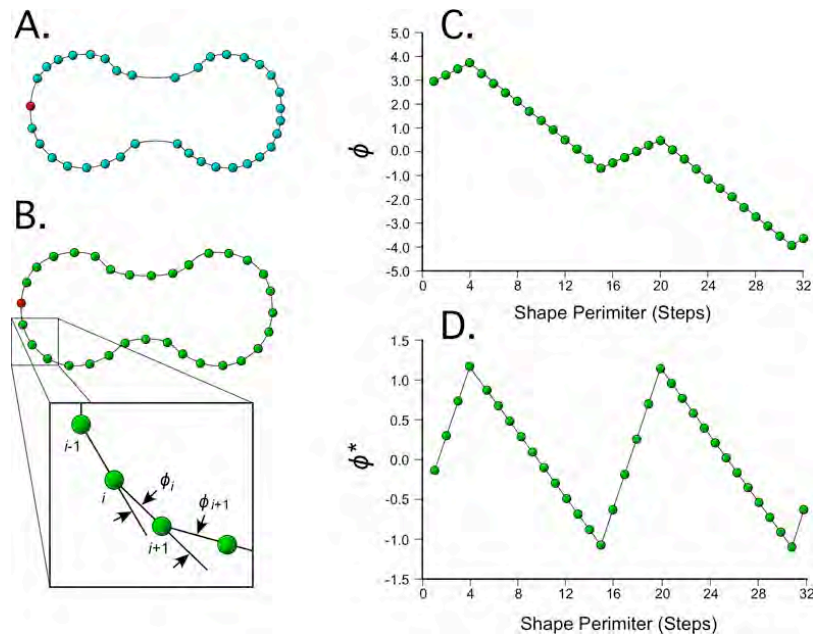 A.
B.
i-1
i
ϕi
i+1
ϕi+1
C.
5.0
4.0
3.0
2.0
1.0
0.0
-1.0
-2.0
-3.0
-4.0
-5.0
ϕ
0 4 8 12 16 20 24 28 32
Shape Perimiter (Steps)
D.
1.5
1.0
0.5
0.0
-0.5
-1.0
-1.5
ϕ*
0 4 8 12 16 20 24 28 32
Shape Perimiter (Steps)